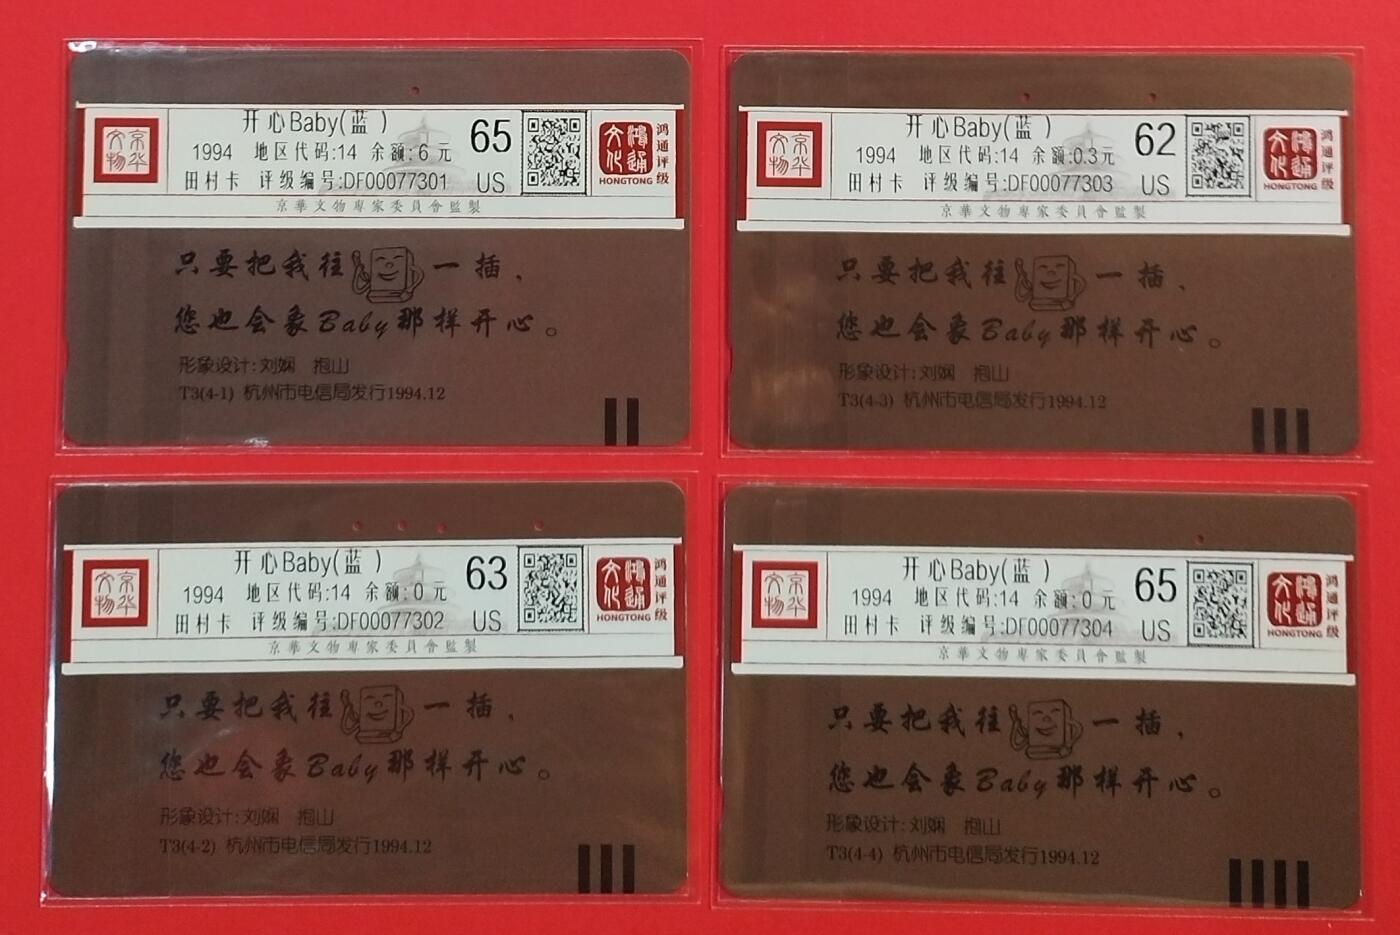 京华文物
开心Baby(蓝 )
1994 地区代码:14 余额:6 元
田村卡 评级编号:DF00077301
65
US
鸿通文化
HONGTONG
鸿通评级
京華文物專家委員會監製
只要把我往一插,
您也会象Baby那样开心。
形象设计:刘娴 抱山
T3(4-1) 杭州市电信局发行1994.12
京华文物
开心Baby(蓝 )
1994 地区代码:14 余额:0.3元
田村卡 评级编号:DF00077303
62
US
鸿通文化
HONGTONG
鸿通评级
京華文物專家委員會監製
只要把我往一插,
您也会象Baby那样开心。
形象设计:刘娴 抱山
T3(4-3) 杭州市电信局发行1994.12
京华文物
开心Baby(蓝 )
1994 地区代码:14 余额:0 元
田村卡 评级编号:DF00077302
63
US
鸿通文化
HONGTONG
鸿通评级
京華文物專家委員會監製
只要把我往一插,
您也会象Baby那样开心。
形象设计:刘娴 抱山
T3(4-2) 杭州市电信局发行1994.12
京华文物
开心Baby(蓝 )
1994 地区代码:14 余额:0 元
田村卡 评级编号:DF00077304
65
US
鸿通文化
HONGTONG
鸿通评级
京華文物專家委員會監製
只要把我往一插,
您也会象Baby那样开心。
形象设计:刘娴 抱山
T3(4-4) 杭州市电信局发行1994.12